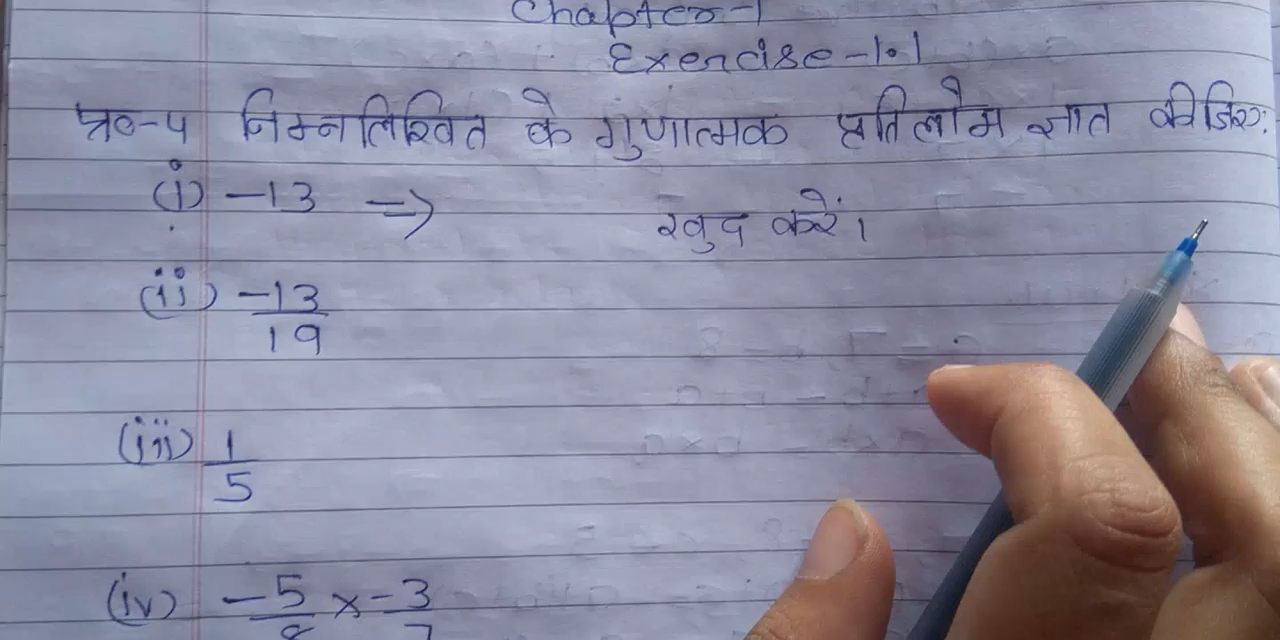 Chapter-1
Exercise-1.1
प्र०-4 निम्नलिखित के गुणात्मक प्रतिलोम ज्ञात कीजिए:
(i) -13 => खुद करें।
(ii) -13/19
(iii) 1/5
(iv) -5/8 × -3/7